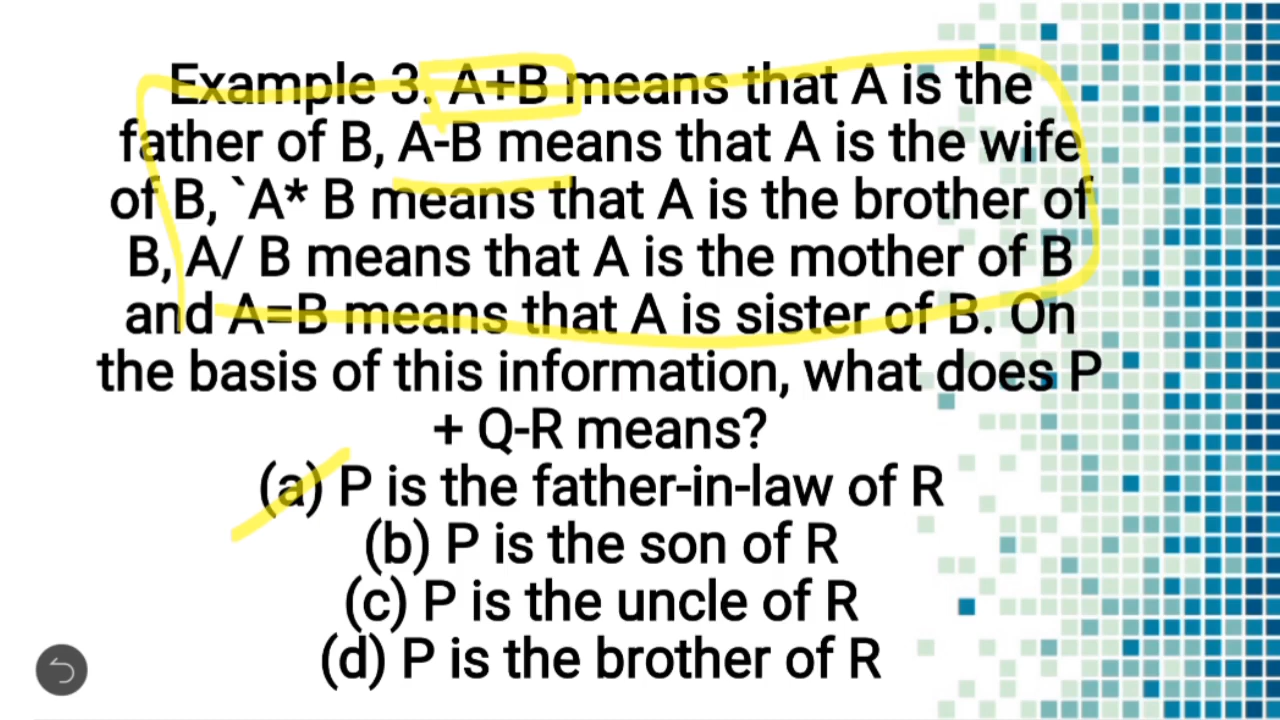 Example 3. A+B means that A is the
father of B, A-B means that A is the wife
of B, `A* B means that A is the brother of
B, A/ B means that A is the mother of B
and A=B means that A is sister of B. On
the basis of this information, what does P
+ Q-R means?
(a) P is the father-in-law of R
(b) P is the son of R
(c) P is the uncle of R
(d) P is the brother of R